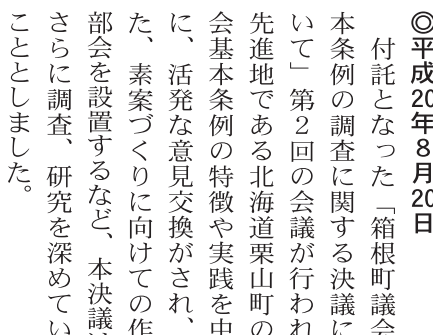 ◎平成20年8月20日
付託となった「箱根町議会
本条例の調査に関する決議に
いて」第2回の会議が行われ
先進地である北海道栗山町の
会基本条例の特徴や実践を中
に、活発な意見交換がされ、
た、素案づくりに向けての作
部会を設置するなど、本決議
さらに調査、研究を深めてい
こととしました。